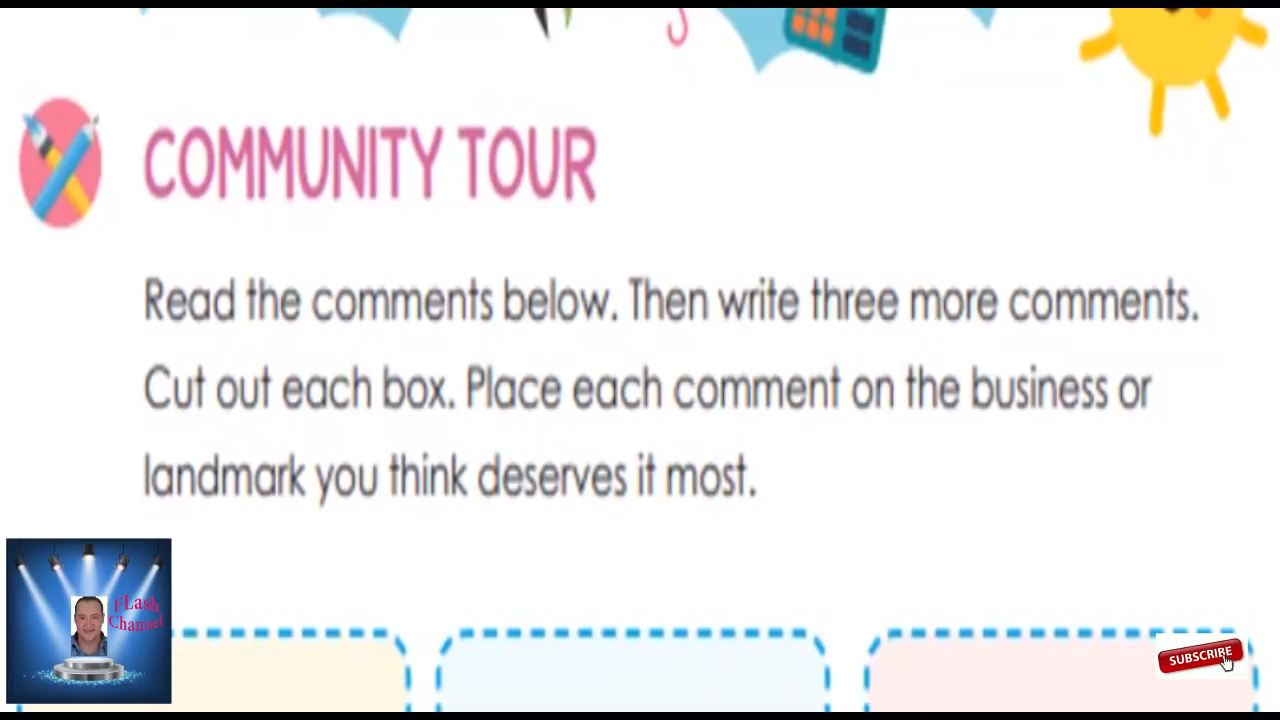 COMMUNITY TOUR
Read the comments below. Then write three more comments.
Cut out each box. Place each comment on the business or
landmark you think deserves it most.
FLash
Channel
SUBSCRIBE